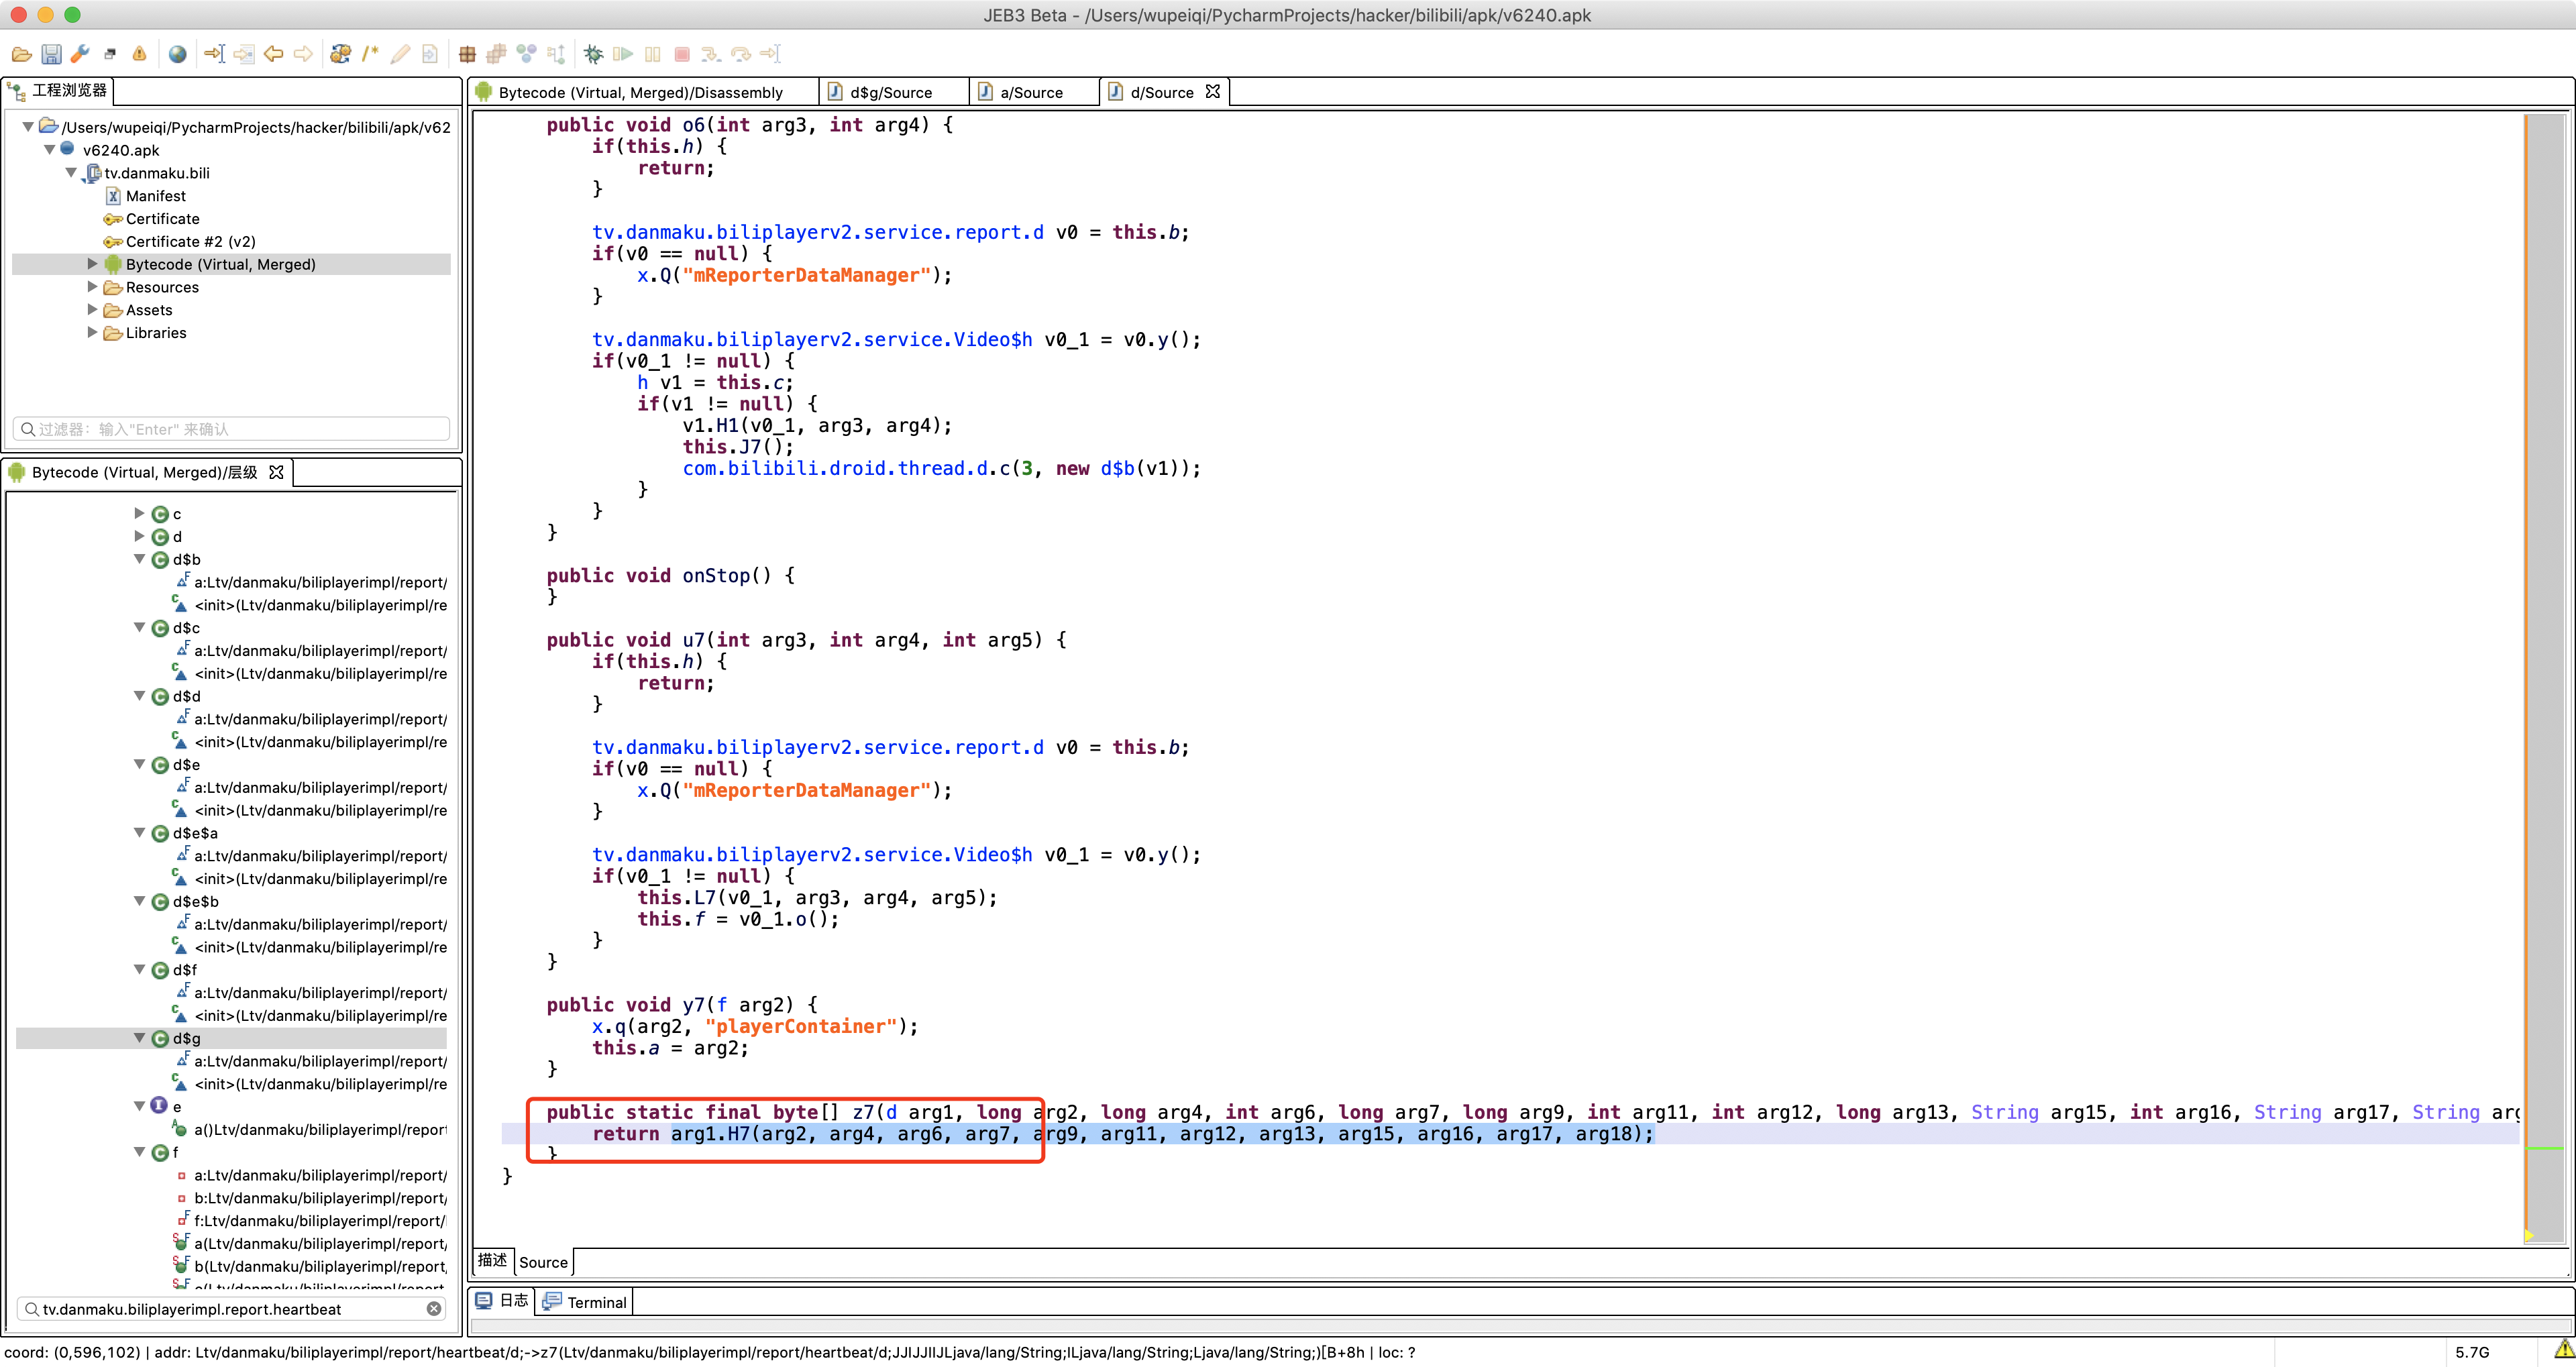 JEB3 Beta - /Users/wupeiqi/PycharmProjects/hacker/bilibili/apk/v6240.apk
工程浏览器
/Users/wupeiqi/PycharmProjects/hacker/bilibili/apk/v62
v6240.apk
tv.danmaku.bili
Manifest
Certificate
Certificate #2 (v2)
Bytecode (Virtual, Merged)
Resources
Assets
Libraries
过滤器：输入"Enter" 来确认
Bytecode (Virtual, Merged)/层级
c
d
d$b
a:Ltv/danmaku/biliplayerimpl/report/
<init>(Ltv/danmaku/biliplayerimpl/re
d$c
a:Ltv/danmaku/biliplayerimpl/report/
<init>(Ltv/danmaku/biliplayerimpl/re
d$d
a:Ltv/danmaku/biliplayerimpl/report/
<init>(Ltv/danmaku/biliplayerimpl/re
d$e
a:Ltv/danmaku/biliplayerimpl/report/
<init>(Ltv/danmaku/biliplayerimpl/re
d$e$a
a:Ltv/danmaku/biliplayerimpl/report/
<init>(Ltv/danmaku/biliplayerimpl/re
d$e$b
a:Ltv/danmaku/biliplayerimpl/report/
<init>(Ltv/danmaku/biliplayerimpl/re
d$f
a:Ltv/danmaku/biliplayerimpl/report/
<init>(Ltv/danmaku/biliplayerimpl/re
d$g
a:Ltv/danmaku/biliplayerimpl/report/
<init>(Ltv/danmaku/biliplayerimpl/re
e
a()Ltv/danmaku/biliplayerimpl/report
f
a:Ltv/danmaku/biliplayerimpl/report/
b:Ltv/danmaku/biliplayerimpl/report/
f:Ltv/danmaku/biliplayerimpl/report/
a(Ltv/danmaku/biliplayerimpl/report/
b(Ltv/danmaku/biliplayerimpl/report,
tv.danmaku.biliplayerimpl.report.heartbeat
Bytecode (Virtual, Merged)/Disassembly d$g/Source a/Source d/Source
public void o6(int arg3, int arg4) {
if(this.h) {
return;
}
tv.danmaku.biliplayerv2.service.report.d v0 = this.b;
if(v0 == null) {
x.Q("mReporterDataManager");
}
tv.danmaku.biliplayerv2.service.Video$h v0_1 = v0.y();
if(v0_1 != null) {
h v1 = this.c;
if(v1 != null) {
v1.H1(v0_1, arg3, arg4);
this.J7();
com.bilibili.droid.thread.d.c(3, new d$b(v1));
}
}
}
public void onStop() {
}
public void u7(int arg3, int arg4, int arg5) {
if(this.h) {
return;
}
tv.danmaku.biliplayerv2.service.report.d v0 = this.b;
if(v0 == null) {
x.Q("mReporterDataManager");
}
tv.danmaku.biliplayerv2.service.Video$h v0_1 = v0.y();
if(v0_1 != null) {
this.L7(v0_1, arg3, arg4, arg5);
this.f = v0_1.o();
}
}
public void y7(f arg2) {
x.q(arg2, "playerContainer");
this.a = arg2;
}
public static final byte[] z7(d arg1, long arg2, long arg4, int arg6, long arg7, long arg9, int arg11, int arg12, long arg13, String arg15, int arg16, String arg17, String arg
return arg1.H7(arg2, arg4, arg6, arg7, arg9, arg11, arg12, arg13, arg15, arg16, arg17, arg18);
}
}
描述 Source
日志 Terminal
coord: (0,596,102) | addr: Ltv/danmaku/biliplayerimpl/report/heartbeat/d;->z7(Ltv/danmaku/biliplayerimpl/report/heartbeat/d;JJIJJIIJLjava/lang/String;ILjava/lang/String;Ljava/lang/String;)[B+8h | loc: ?
5.7G